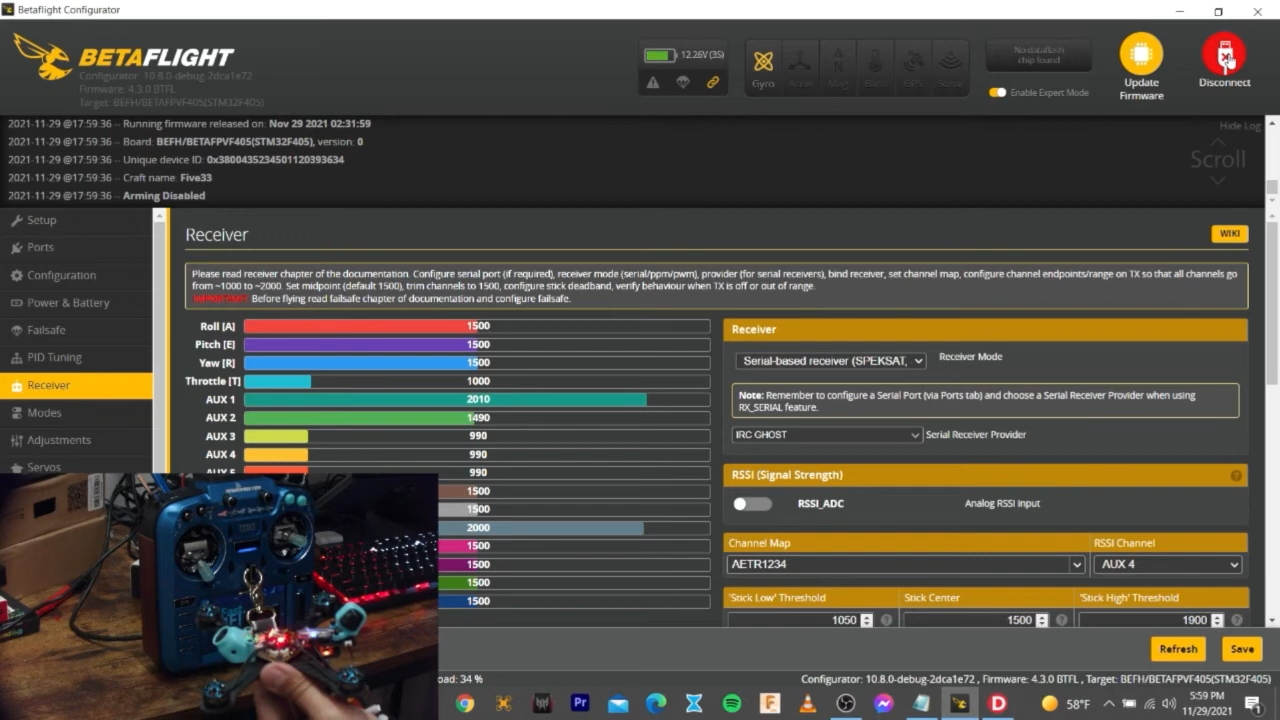 Betaflight Configurator
BETAFLIGHT
Configurator: 10.8.0-debug-2dca1e72
Firmware: 4.3.0 BTFL
Target: BEFH/BETAFPVF405(STM32F405)
12.26V (3S)
Gyro
Accel
Mag
Baro
GPS
Sonar
No dataflash
chip found
Enable Expert Mode
Update
Firmware
Disconnect
2021-11-29 @17:59:36 -- Running firmware released on: Nov 29 2021 02:31:59
2021-11-29 @17:59:36 -- Board: BEFH/BETAFPVF405(STM32F405), version: 0
2021-11-29 @17:59:36 -- Unique device ID: 0x3800435234501120393634
2021-11-29 @17:59:36 -- Craft name: Five33
2021-11-29 @17:59:36 -- Arming Disabled
Hide Log
Scroll
Setup
Ports
Configuration
Power & Battery
Failsafe
PID Tuning
Receiver
Modes
Adjustments
Servos
Receiver
WIKI
Please read receiver chapter of the documentation. Configure serial port (if required), receiver mode (serial/ppm/pwm), provider (for serial receivers), bind receiver, set channel map, configure channel endpoints/range on TX so that all channels go
from ~1000 to ~2000. Set midpoint (default 1500), trim channels to 1500, configure stick deadband, verify behaviour when TX is off or out of range.
IMPORTANT: Before flying read failsafe chapter of documentation and configure failsafe.
Roll [A] 1500
Pitch [E] 1500
Yaw [R] 1500
Throttle [T] 1000
AUX 1 2010
AUX 2 1490
AUX 3 990
AUX 4 990
AUX 5 990
1500
1500
2000
1500
1500
1500
1500
Receiver
Serial-based receiver (SPEKSAT, Receiver Mode
Note: Remember to configure a Serial Port (via Ports tab) and choose a Serial Receiver Provider when using
RX_SERIAL feature.
IRC GHOST Serial Receiver Provider
RSSI (Signal Strength)
RSSI_ADC Analog RSSI input
Channel Map RSSI Channel
AETR1234 AUX 4
'Stick Low' Threshold Stick Center 'Stick High' Threshold
1050 1500 1900
Refresh Save
oad: 34 %
Configurator: 10.8.0-debug-2dca1e72 , Firmware: 4.3.0 BTFL , Target: BEFH/BETAFPVF405(STM32F405)
Pr
F
D
58°F
5:59 PM
11/29/2021
1